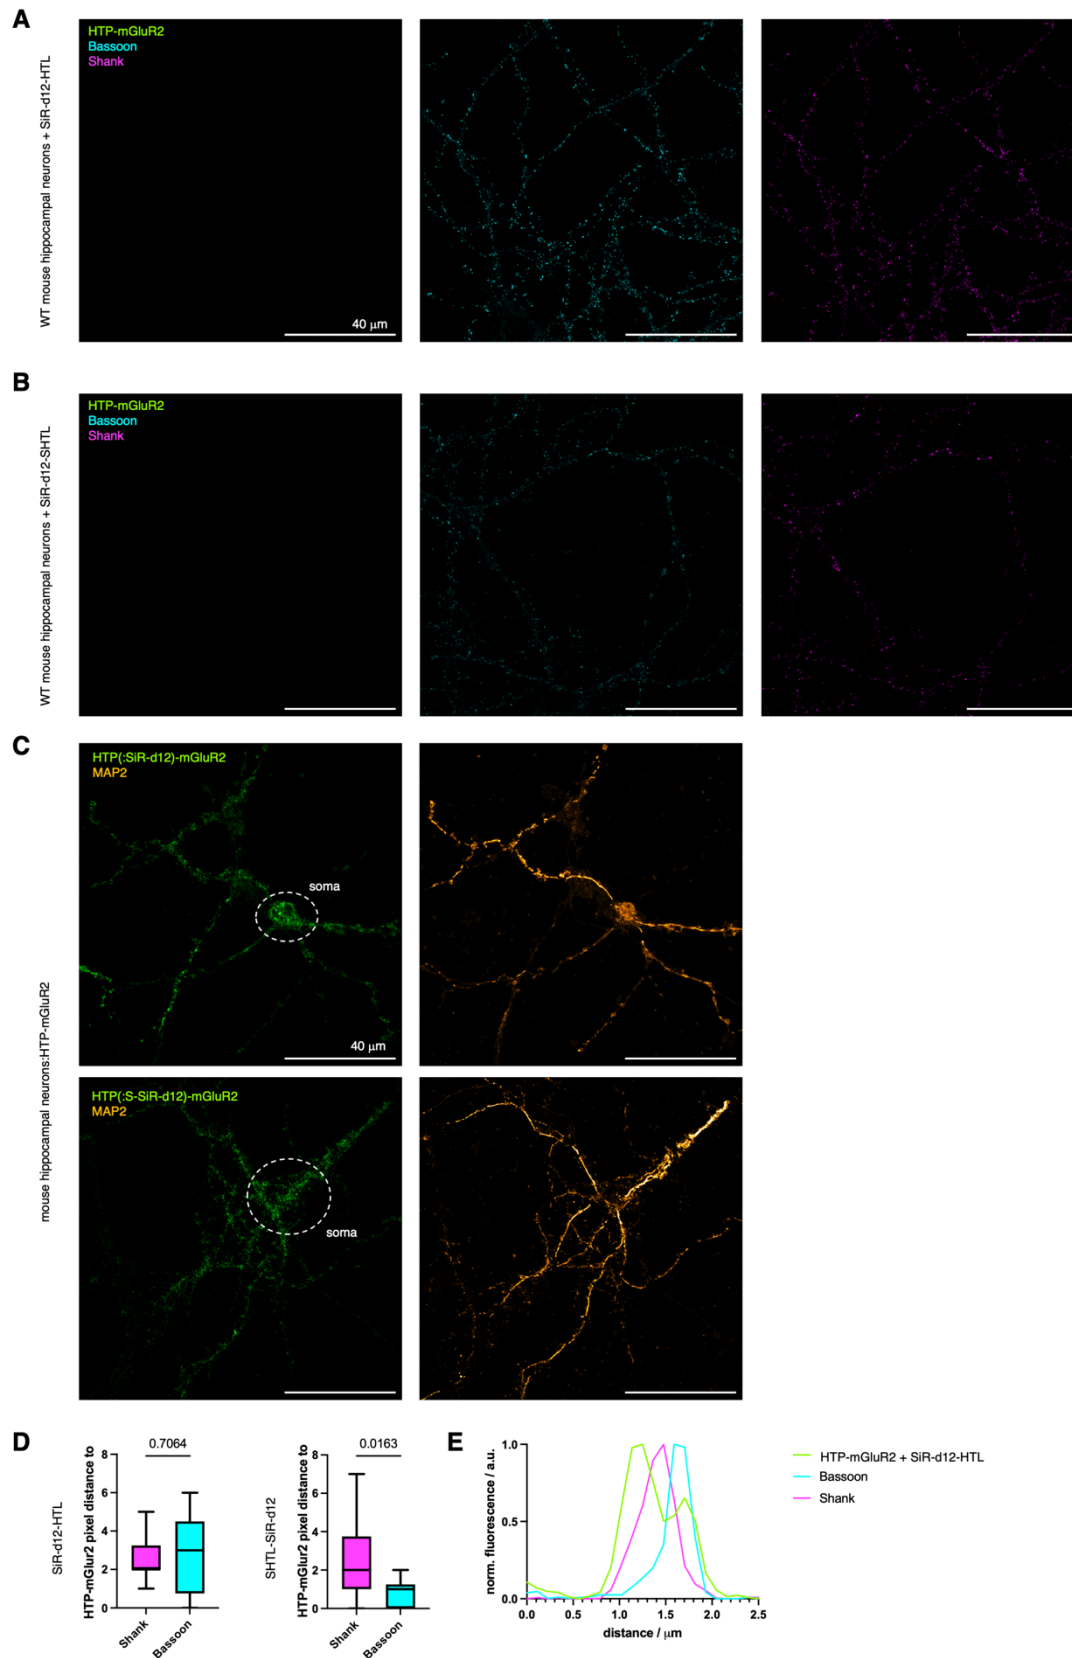 A
WT mouse hippocampal neurons + SiR-d12-HTL
HTP-mGluR2
Bassoon
Shank
40 μm
B
WT mouse hippocampal neurons + SiR-d12-SHTL
HTP-mGluR2
Bassoon
Shank
C
mouse hippocampal neurons:HTP-mGluR2
HTP(:SiR-d12)-mGluR2
MAP2
soma
40 μm
HTP(:S-SiR-d12)-mGluR2
MAP2
soma
D
SiR-d12-HTL
HTP-mGlur2 pixel distance to
0.7064
8
6
4
2
0
Shank
Bassoon
SHTL-SiR-d12
HTP-mGlur2 pixel distance to
0.0163
8
6
4
2
0
Shank
Bassoon
E
norm. fluorescence / a.u.
1.0
0.5
0.0
0.0
0.5
1.0
1.5
2.0
2.5
distance / μm
HTP-mGluR2 + SiR-d12-HTL
Bassoon
Shank